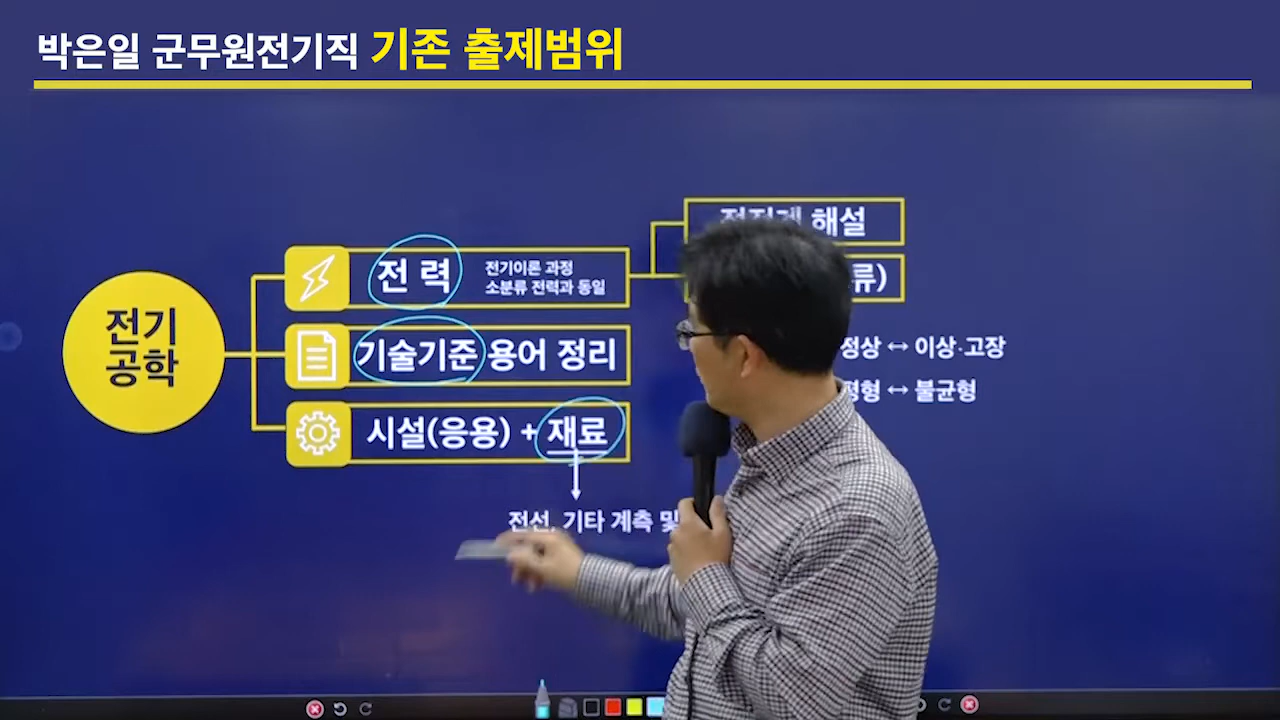 박은일 군무원전기직 기존 출제범위
전기
공학
전 력
전기이론 과정
소분류 전력과 동일
기술기준 용어 정리
시설(응용) + 재료
전선, 기타 계측 및
해설
류)
정상 ↔ 이상·고장
평형 ↔ 불균형